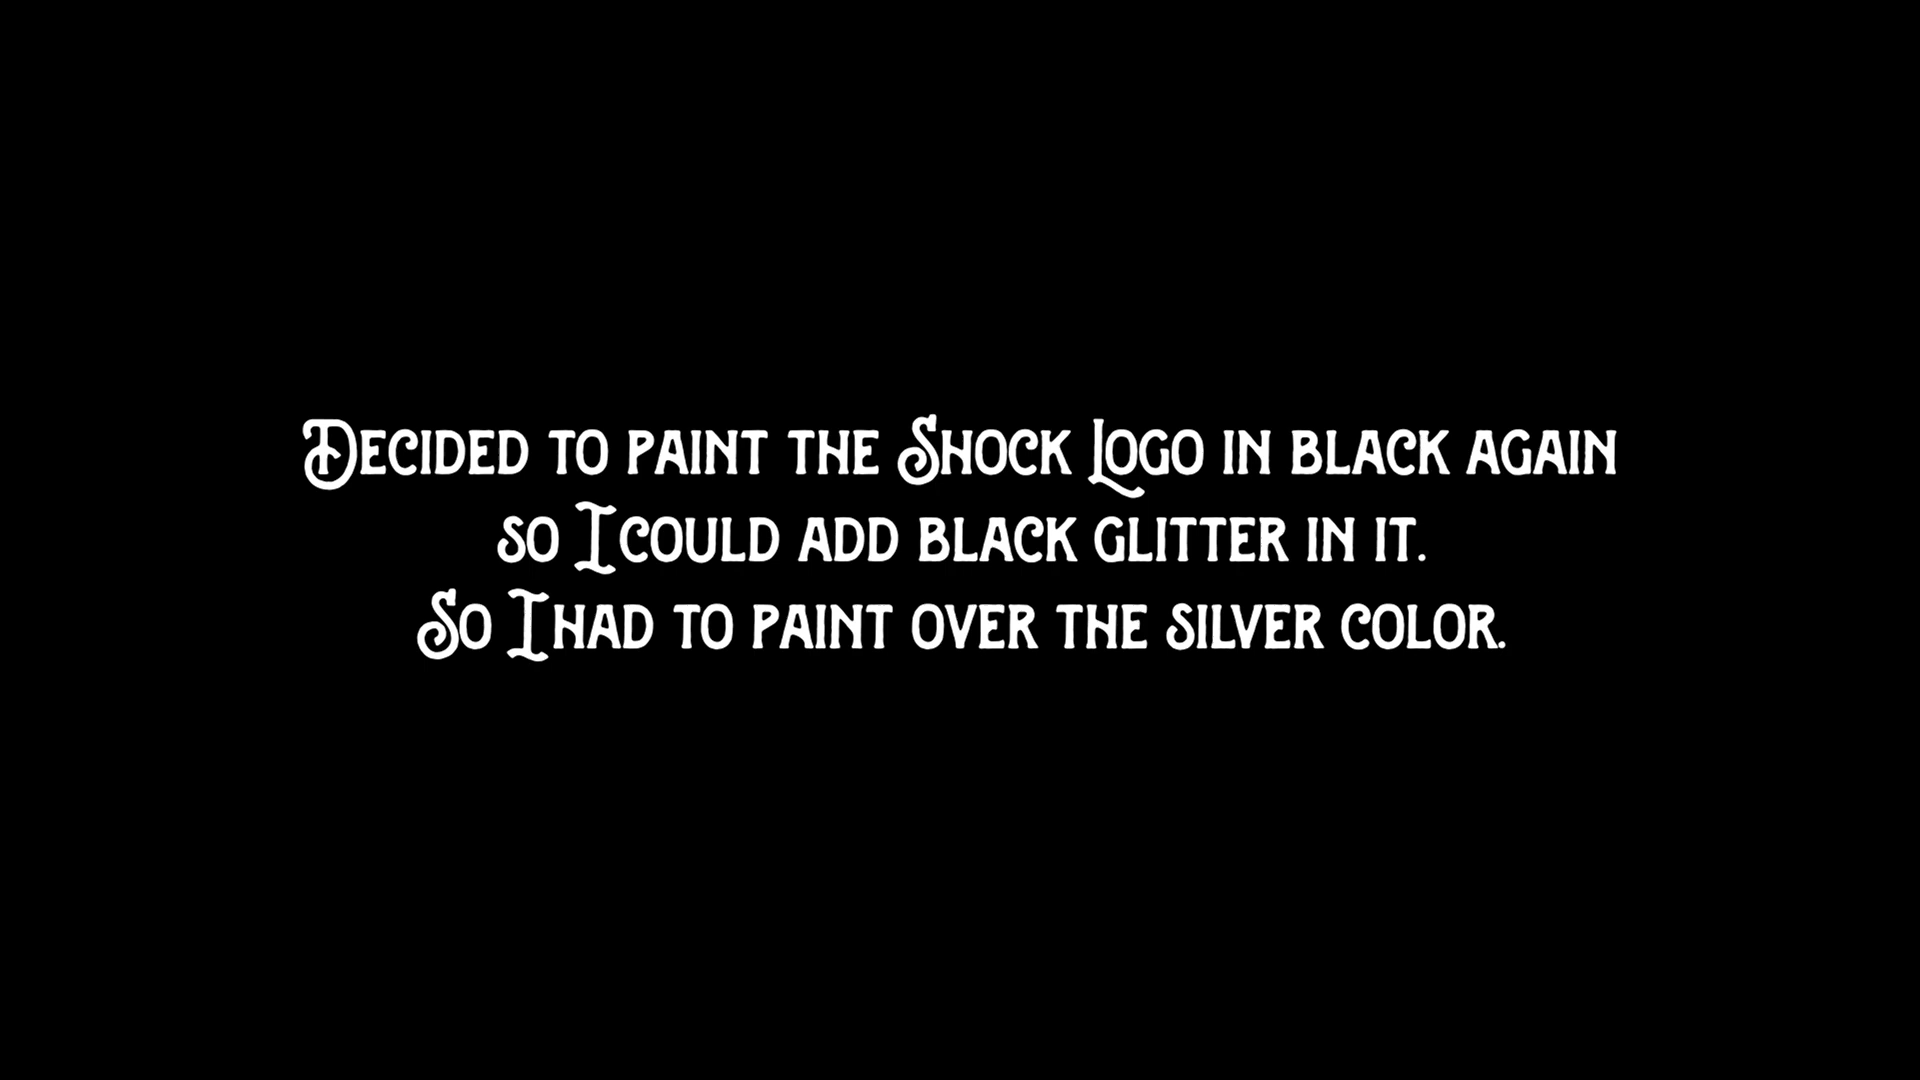 Decided to paint the Shock Logo in black again
so I could add black glitter in it.
So I had to paint over the silver color.